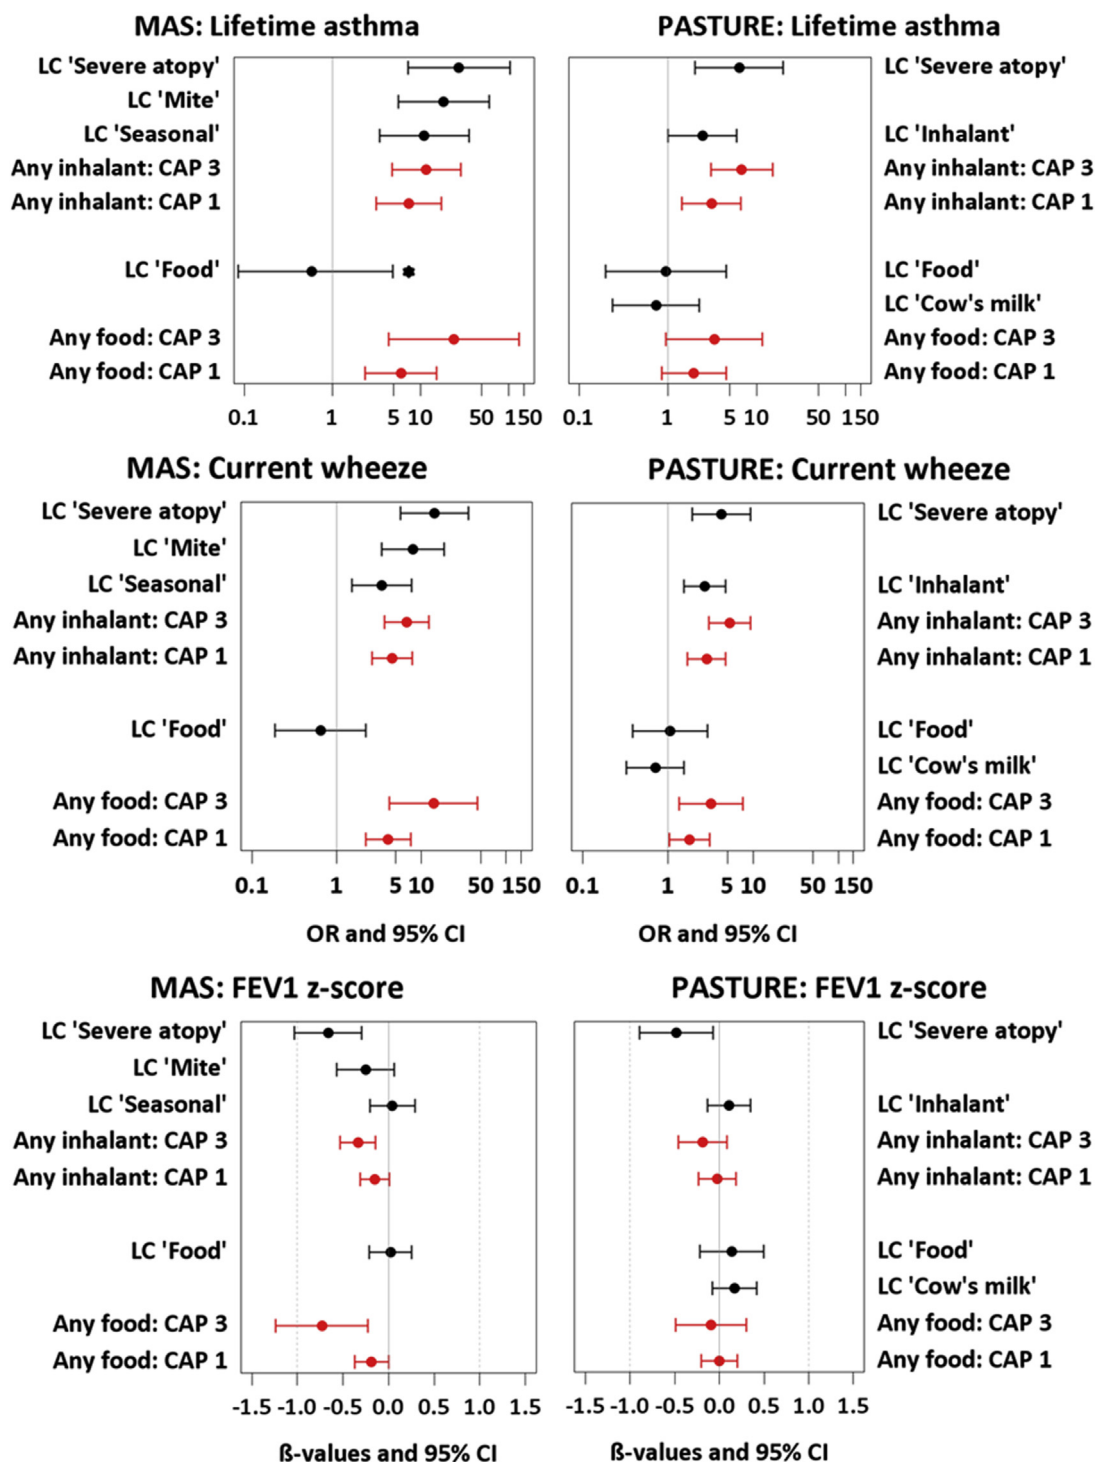 MAS: Lifetime asthma
LC 'Severe atopy'
LC 'Mite'
LC 'Seasonal'
Any inhalant: CAP 3
Any inhalant: CAP 1
LC 'Food'
Any food: CAP 3
Any food: CAP 1
0.1 1 5 10 50 150
PASTURE: Lifetime asthma
LC 'Severe atopy'
LC 'Inhalant'
Any inhalant: CAP 3
Any inhalant: CAP 1
LC 'Food'
LC 'Cow's milk'
Any food: CAP 3
Any food: CAP 1
0.1 1 5 10 50 150
MAS: Current wheeze
LC 'Severe atopy'
LC 'Mite'
LC 'Seasonal'
Any inhalant: CAP 3
Any inhalant: CAP 1
LC 'Food'
Any food: CAP 3
Any food: CAP 1
0.1 1 5 10 50 150
OR and 95% CI
PASTURE: Current wheeze
LC 'Severe atopy'
LC 'Inhalant'
Any inhalant: CAP 3
Any inhalant: CAP 1
LC 'Food'
LC 'Cow's milk'
Any food: CAP 3
Any food: CAP 1
0.1 1 5 10 50 150
OR and 95% CI
MAS: FEV1 z-score
LC 'Severe atopy'
LC 'Mite'
LC 'Seasonal'
Any inhalant: CAP 3
Any inhalant: CAP 1
LC 'Food'
Any food: CAP 3
Any food: CAP 1
-1.5 -1.0 -0.5 0.0 0.5 1.0 1.5
ß-values and 95% CI
PASTURE: FEV1 z-score
LC 'Severe atopy'
LC 'Inhalant'
Any inhalant: CAP 3
Any inhalant: CAP 1
LC 'Food'
LC 'Cow's milk'
Any food: CAP 3
Any food: CAP 1
-1.5 -1.0 -0.5 0.0 0.5 1.0 1.5
ß-values and 95% CI